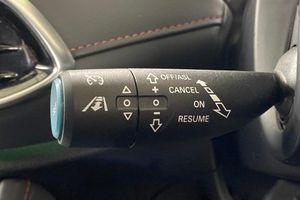 OFF/ASL
+ CANCEL
ON
− RESUME